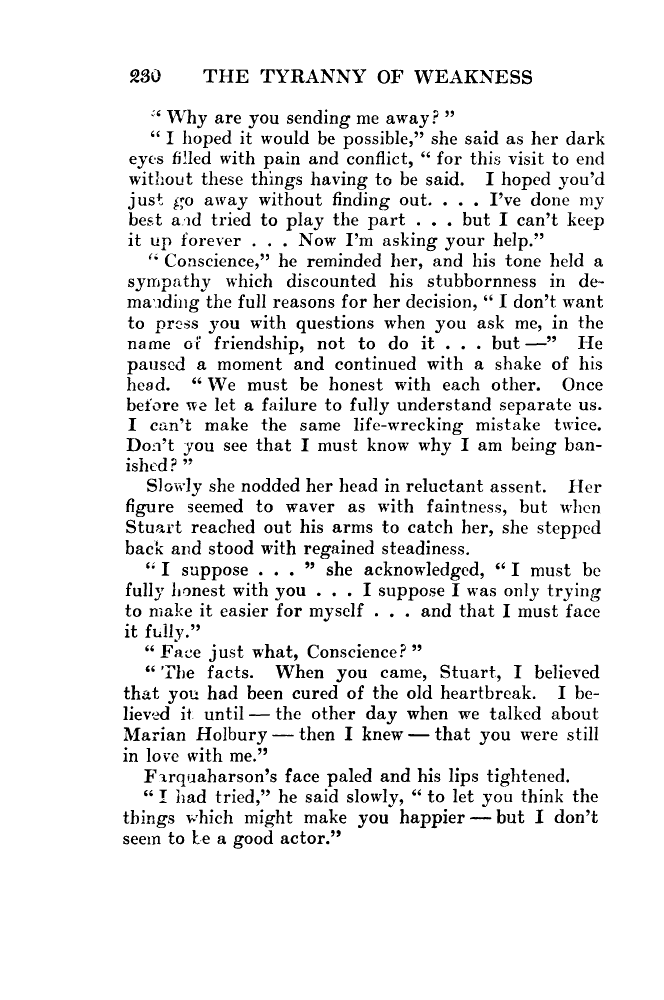 230 THE TYRANNY OF WEAKNESS
“ Why are you sending me away? ”
“ I hoped it would be possible,” she said as her dark
eyes filled with pain and conflict, “ for this visit to end
without these things having to be said. I hoped you’d
just go away without finding out. . . . I’ve done my
best and tried to play the part . . . but I can’t keep
it up forever . . . Now I’m asking your help.”
“ Conscience,” he reminded her, and his tone held a
sympathy which discounted his stubbornness in de-
manding the full reasons for her decision, “ I don’t want
to press you with questions when you ask me, in the
name of friendship, not to do it . . . but —” He
paused a moment and continued with a shake of his
head. “ We must be honest with each other. Once
before we let a failure to fully understand separate us.
I can’t make the same life-wrecking mistake twice.
Don’t you see that I must know why I am being ban-
ished? ”
Slowly she nodded her head in reluctant assent. Her
figure seemed to waver as with faintness, but when
Stuart reached out his arms to catch her, she stepped
back and stood with regained steadiness.
“ I suppose . . . ” she acknowledged, “ I must be
fully honest with you . . . I suppose I was only trying
to make it easier for myself . . . and that I must face
it fully.”
“ Face just what, Conscience? ”
“ The facts. When you came, Stuart, I believed
that you had been cured of the old heartbreak. I be-
lieved it until — the other day when we talked about
Marian Holbury — then I knew — that you were still
in love with me.”
Farquaharson’s face paled and his lips tightened.
“ I had tried,” he said slowly, “ to let you think the
things which might make you happier — but I don’t
seem to be a good actor.”